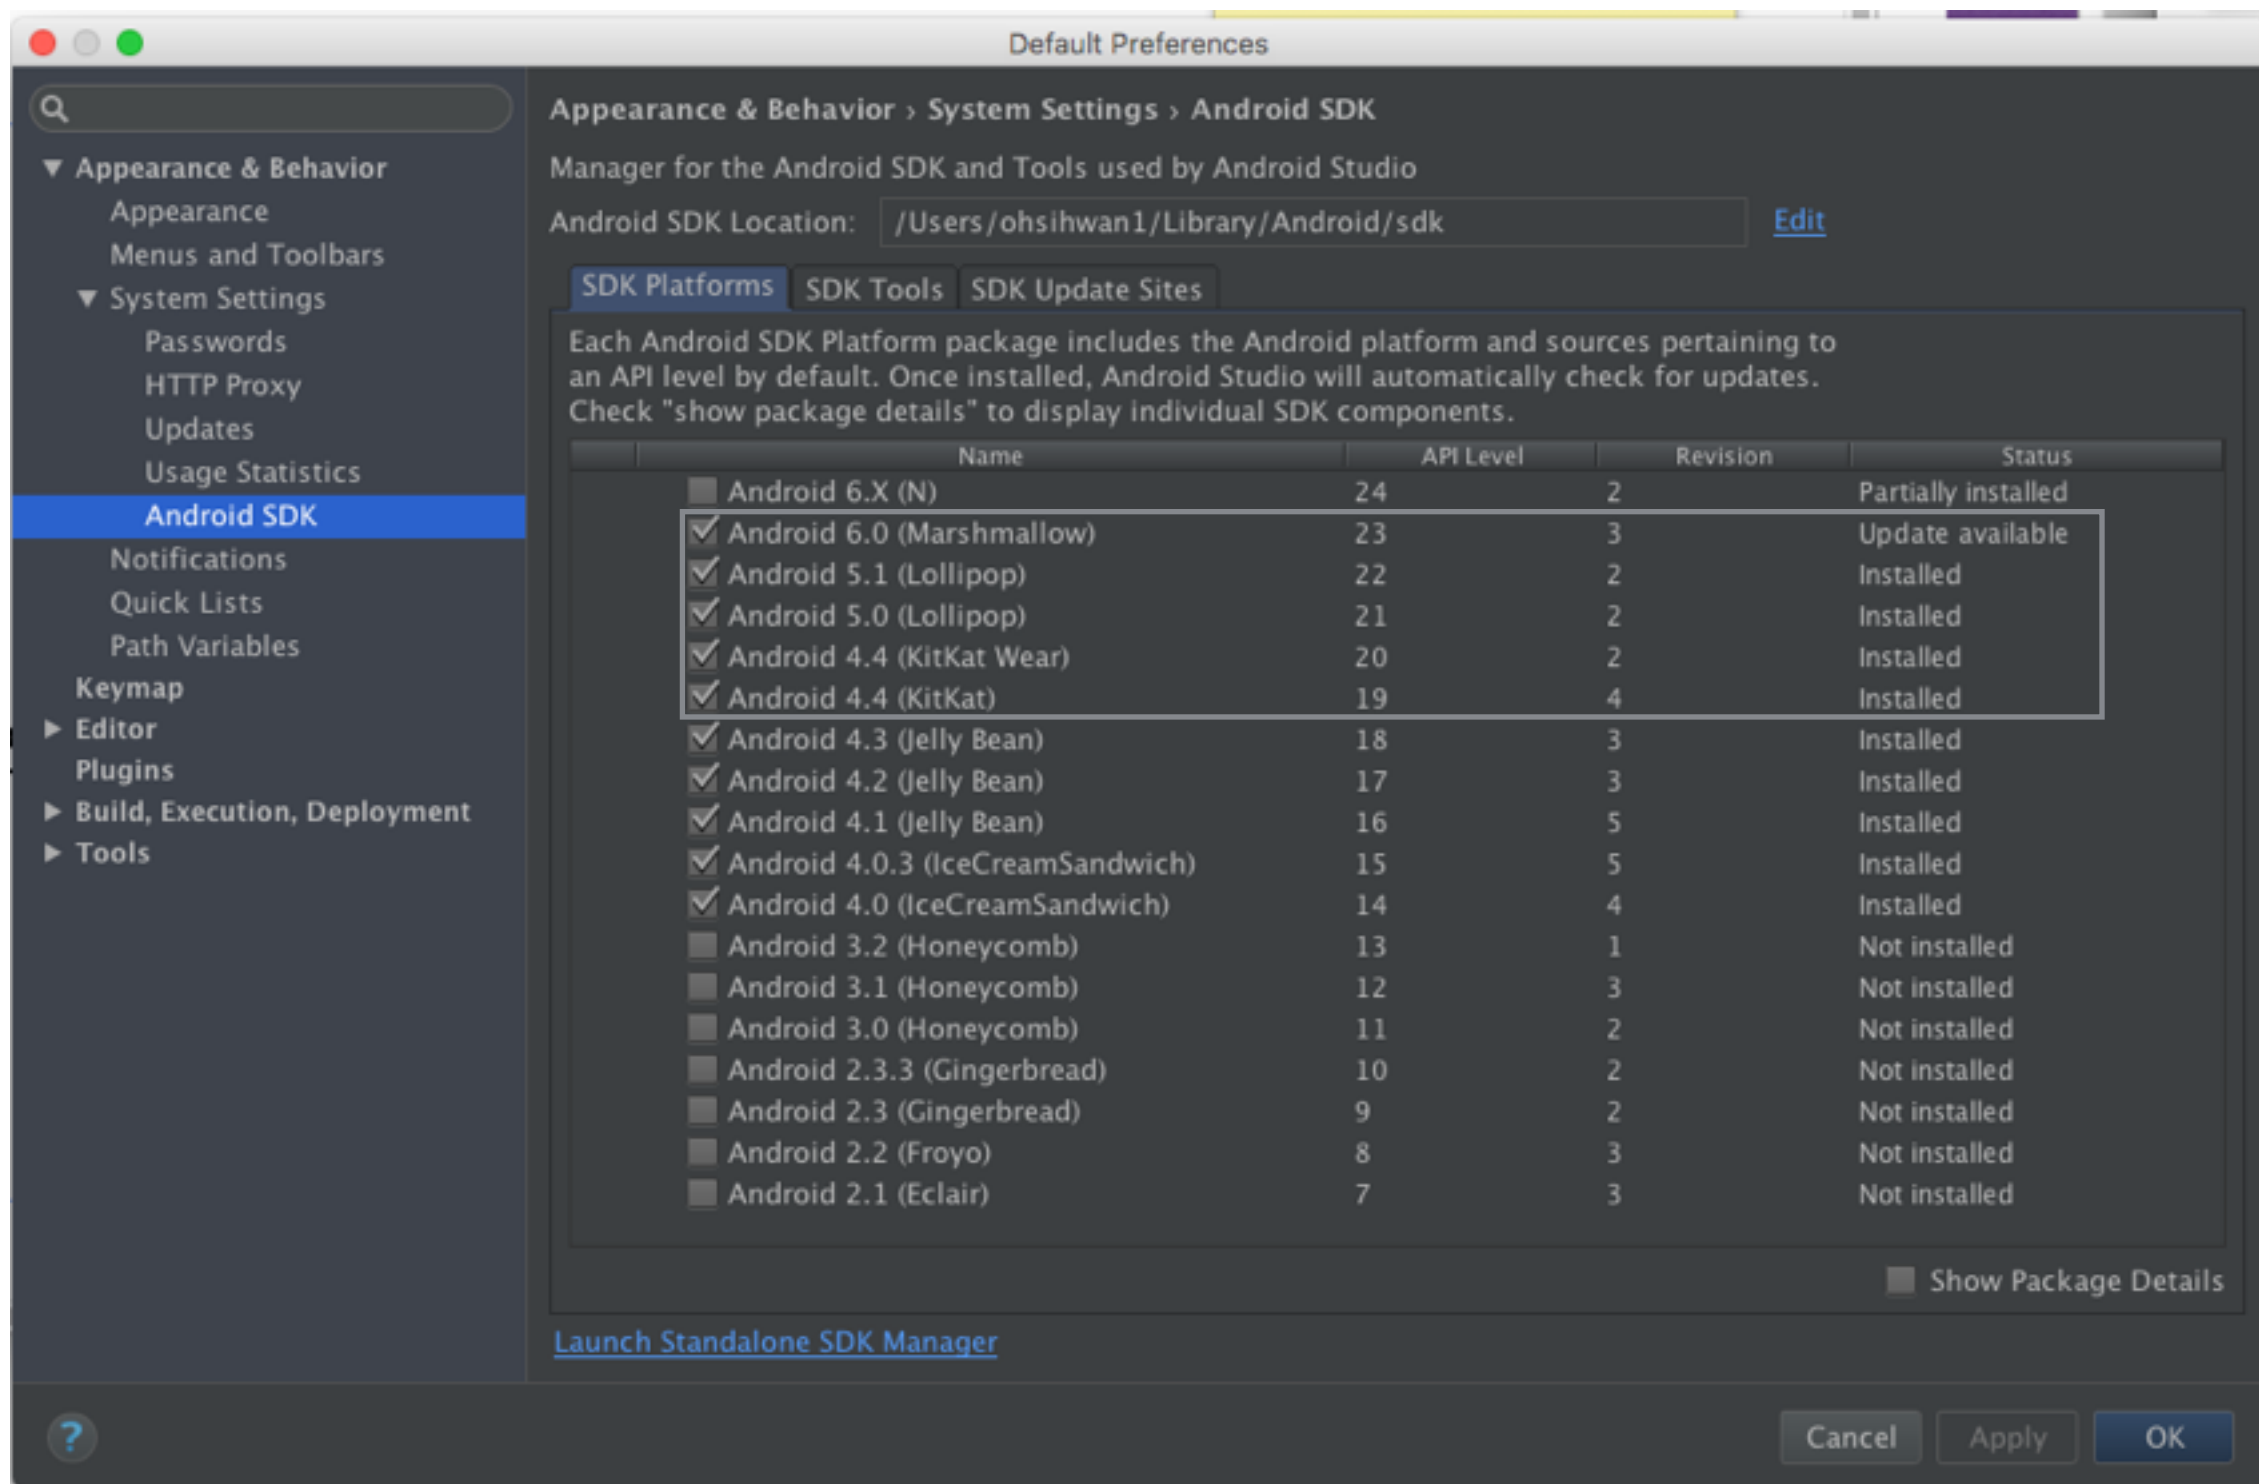 Default Preferences
Appearance & Behavior
Appearance
Menus and Toolbars
System Settings
Passwords
HTTP Proxy
Updates
Usage Statistics
Android SDK
Notifications
Quick Lists
Path Variables
Keymap
Editor
Plugins
Build, Execution, Deployment
Tools
Appearance & Behavior › System Settings › Android SDK
Manager for the Android SDK and Tools used by Android Studio
Android SDK Location: /Users/ohsihwan1/Library/Android/sdk Edit
SDK Platforms SDK Tools SDK Update Sites
Each Android SDK Platform package includes the Android platform and sources pertaining to
an API level by default. Once installed, Android Studio will automatically check for updates.
Check "show package details" to display individual SDK components.
Name API Level Revision Status
Android 6.X (N) 24 2 Partially installed
Android 6.0 (Marshmallow) 23 3 Update available
Android 5.1 (Lollipop) 22 2 Installed
Android 5.0 (Lollipop) 21 2 Installed
Android 4.4 (KitKat Wear) 20 2 Installed
Android 4.4 (KitKat) 19 4 Installed
Android 4.3 (Jelly Bean) 18 3 Installed
Android 4.2 (Jelly Bean) 17 3 Installed
Android 4.1 (Jelly Bean) 16 5 Installed
Android 4.0.3 (IceCreamSandwich) 15 5 Installed
Android 4.0 (IceCreamSandwich) 14 4 Installed
Android 3.2 (Honeycomb) 13 1 Not installed
Android 3.1 (Honeycomb) 12 3 Not installed
Android 3.0 (Honeycomb) 11 2 Not installed
Android 2.3.3 (Gingerbread) 10 2 Not installed
Android 2.3 (Gingerbread) 9 2 Not installed
Android 2.2 (Froyo) 8 3 Not installed
Android 2.1 (Eclair) 7 3 Not installed
Show Package Details
Launch Standalone SDK Manager
? Cancel Apply OK